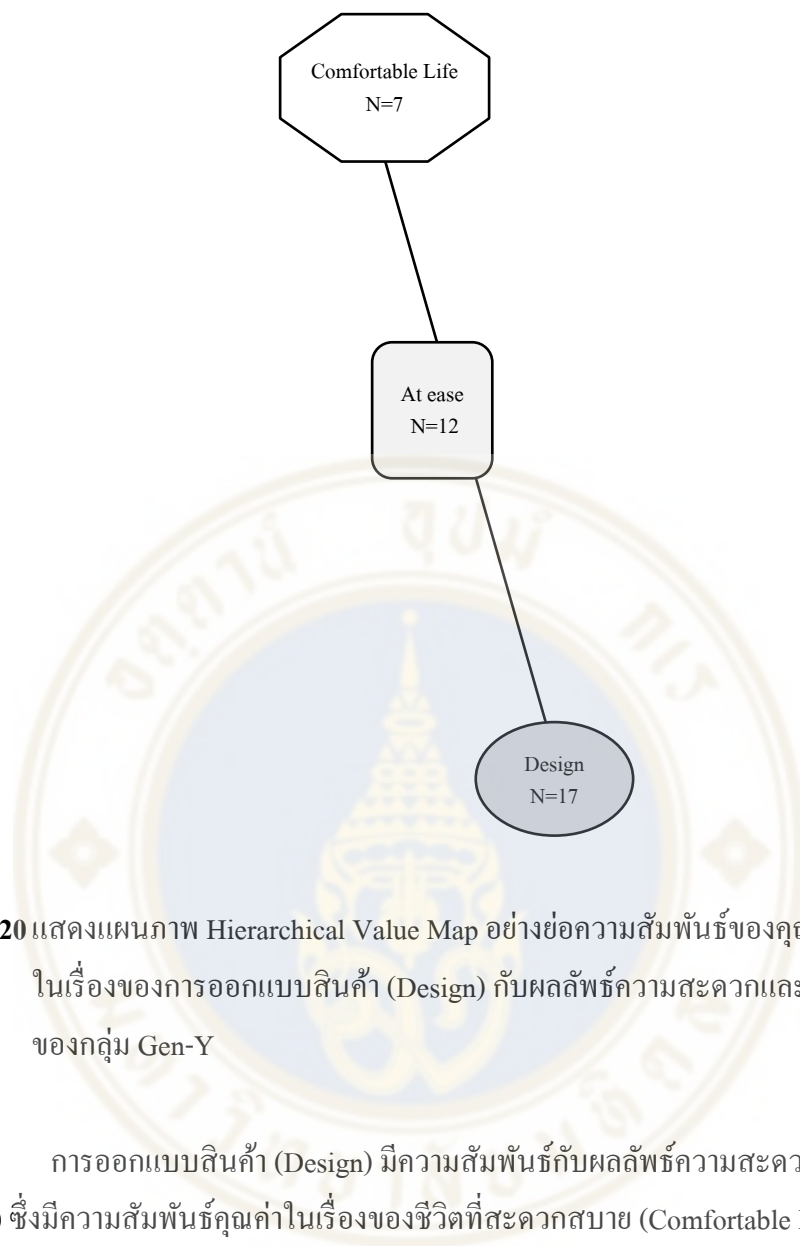 Comfortable Life
N=7
At ease
N=12
Design
N=17
20 แสดงแผนภาพ Hierarchical Value Map อย่างย่อความสัมพันธ์ของ
ในเรื่องของการออกแบบสินค้า (Design) กับผลลัพธ์ความสะดวกและ
ของกลุ่ม Gen-Y
การออกแบบสินค้า (Design) มีความสัมพันธ์กับผลลัพธ์ความ
ซึ่งมีความสัมพันธ์คุณค่าในเรื่องของชีวิตที่สะดวกสบาย (Comfortable